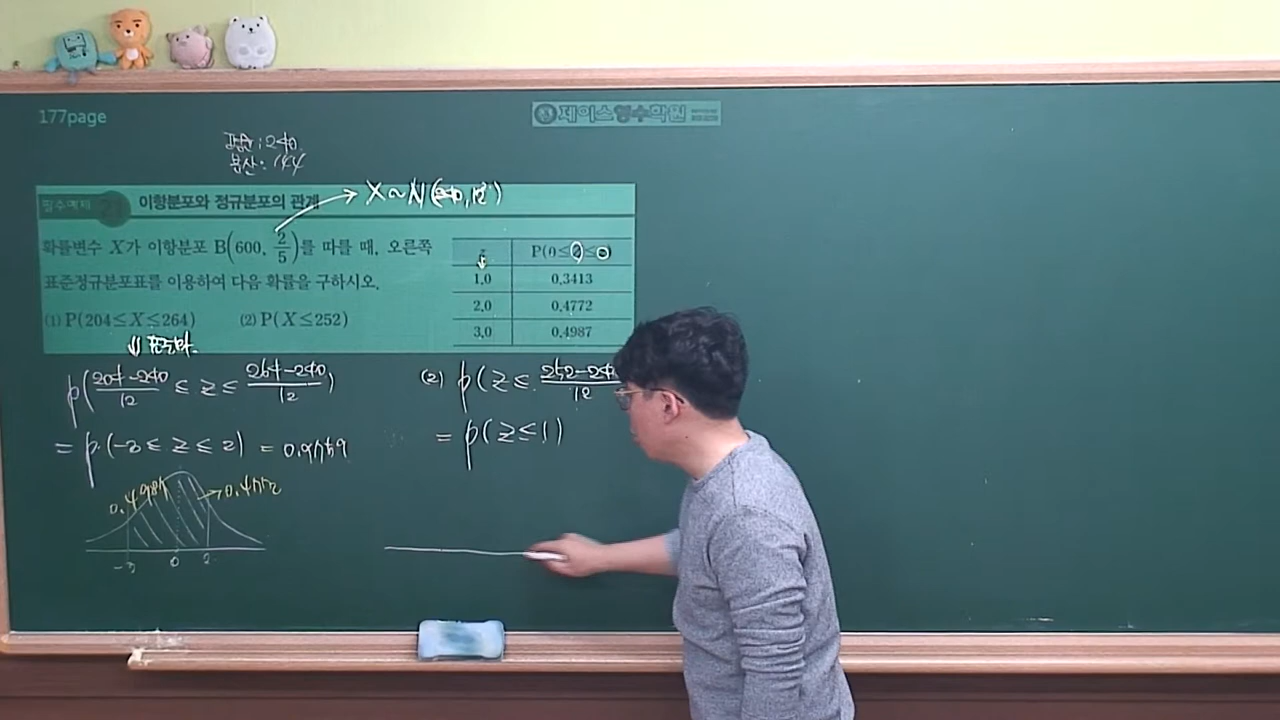 177page
제이스영수학원
평균 : 240
분산 : 144
필수예제 21 이항분포와 정규분포의 관계
X ~ N(240, 12²)
확률변수 X가 이항분포 B(600, 2/5)를 따를 때, 오른쪽
표준정규분포표를 이용하여 다음 확률을 구하시오.
(1) P(204≤X≤264) (2) P(X≤252)
z P(0≤z≤0)
1.0 0.3413
2.0 0.4772
3.0 0.4987
⇓ 표준화.
P(204-240/12 ≤ Z ≤ 264-240/12)
= P(-3 ≤ Z ≤ 2) = 0.9759
0.4987 0.4772
-3 0 2
(2) P(Z ≤ 252-240/12
= P(Z ≤ 1)